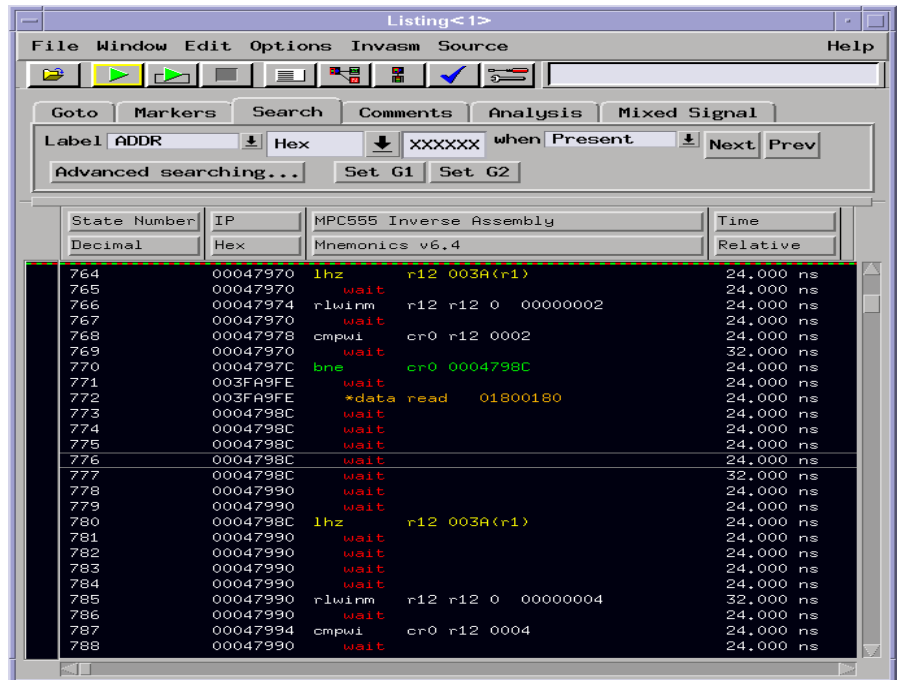 Listing<1>
File Window Edit Options Invasm Source Help
Goto Markers Search Comments Analysis Mixed Signal
Label ADDR Hex XXXXXX when Present Next Prev
Advanced searching... Set G1 Set G2
State Number IP MPC555 Inverse Assembly Time
Decimal Hex Mnemonics v6.4 Relative
764 00047970 lhz r12 003A(r1) 24.000 ns
765 00047970 wait 24.000 ns
766 00047974 rlwinm r12 r12 0 00000002 24.000 ns
767 00047970 wait 24.000 ns
768 00047978 cmpwi cr0 r12 0002 24.000 ns
769 00047970 wait 32.000 ns
770 0004797C bne cr0 0004798C 24.000 ns
771 003FA9FE wait 24.000 ns
772 003FA9FE *data read 01800180 24.000 ns
773 0004798C wait 24.000 ns
774 0004798C wait 24.000 ns
775 0004798C wait 24.000 ns
776 0004798C wait 24.000 ns
777 0004798C wait 32.000 ns
778 00047990 wait 24.000 ns
779 00047990 wait 24.000 ns
780 0004798C lhz r12 003A(r1) 24.000 ns
781 00047990 wait 24.000 ns
782 00047990 wait 24.000 ns
783 00047990 wait 24.000 ns
784 00047990 wait 24.000 ns
785 00047990 rlwinm r12 r12 0 00000004 32.000 ns
786 00047990 wait 24.000 ns
787 00047994 cmpwi cr0 r12 0004 24.000 ns
788 00047990 wait 24.000 ns